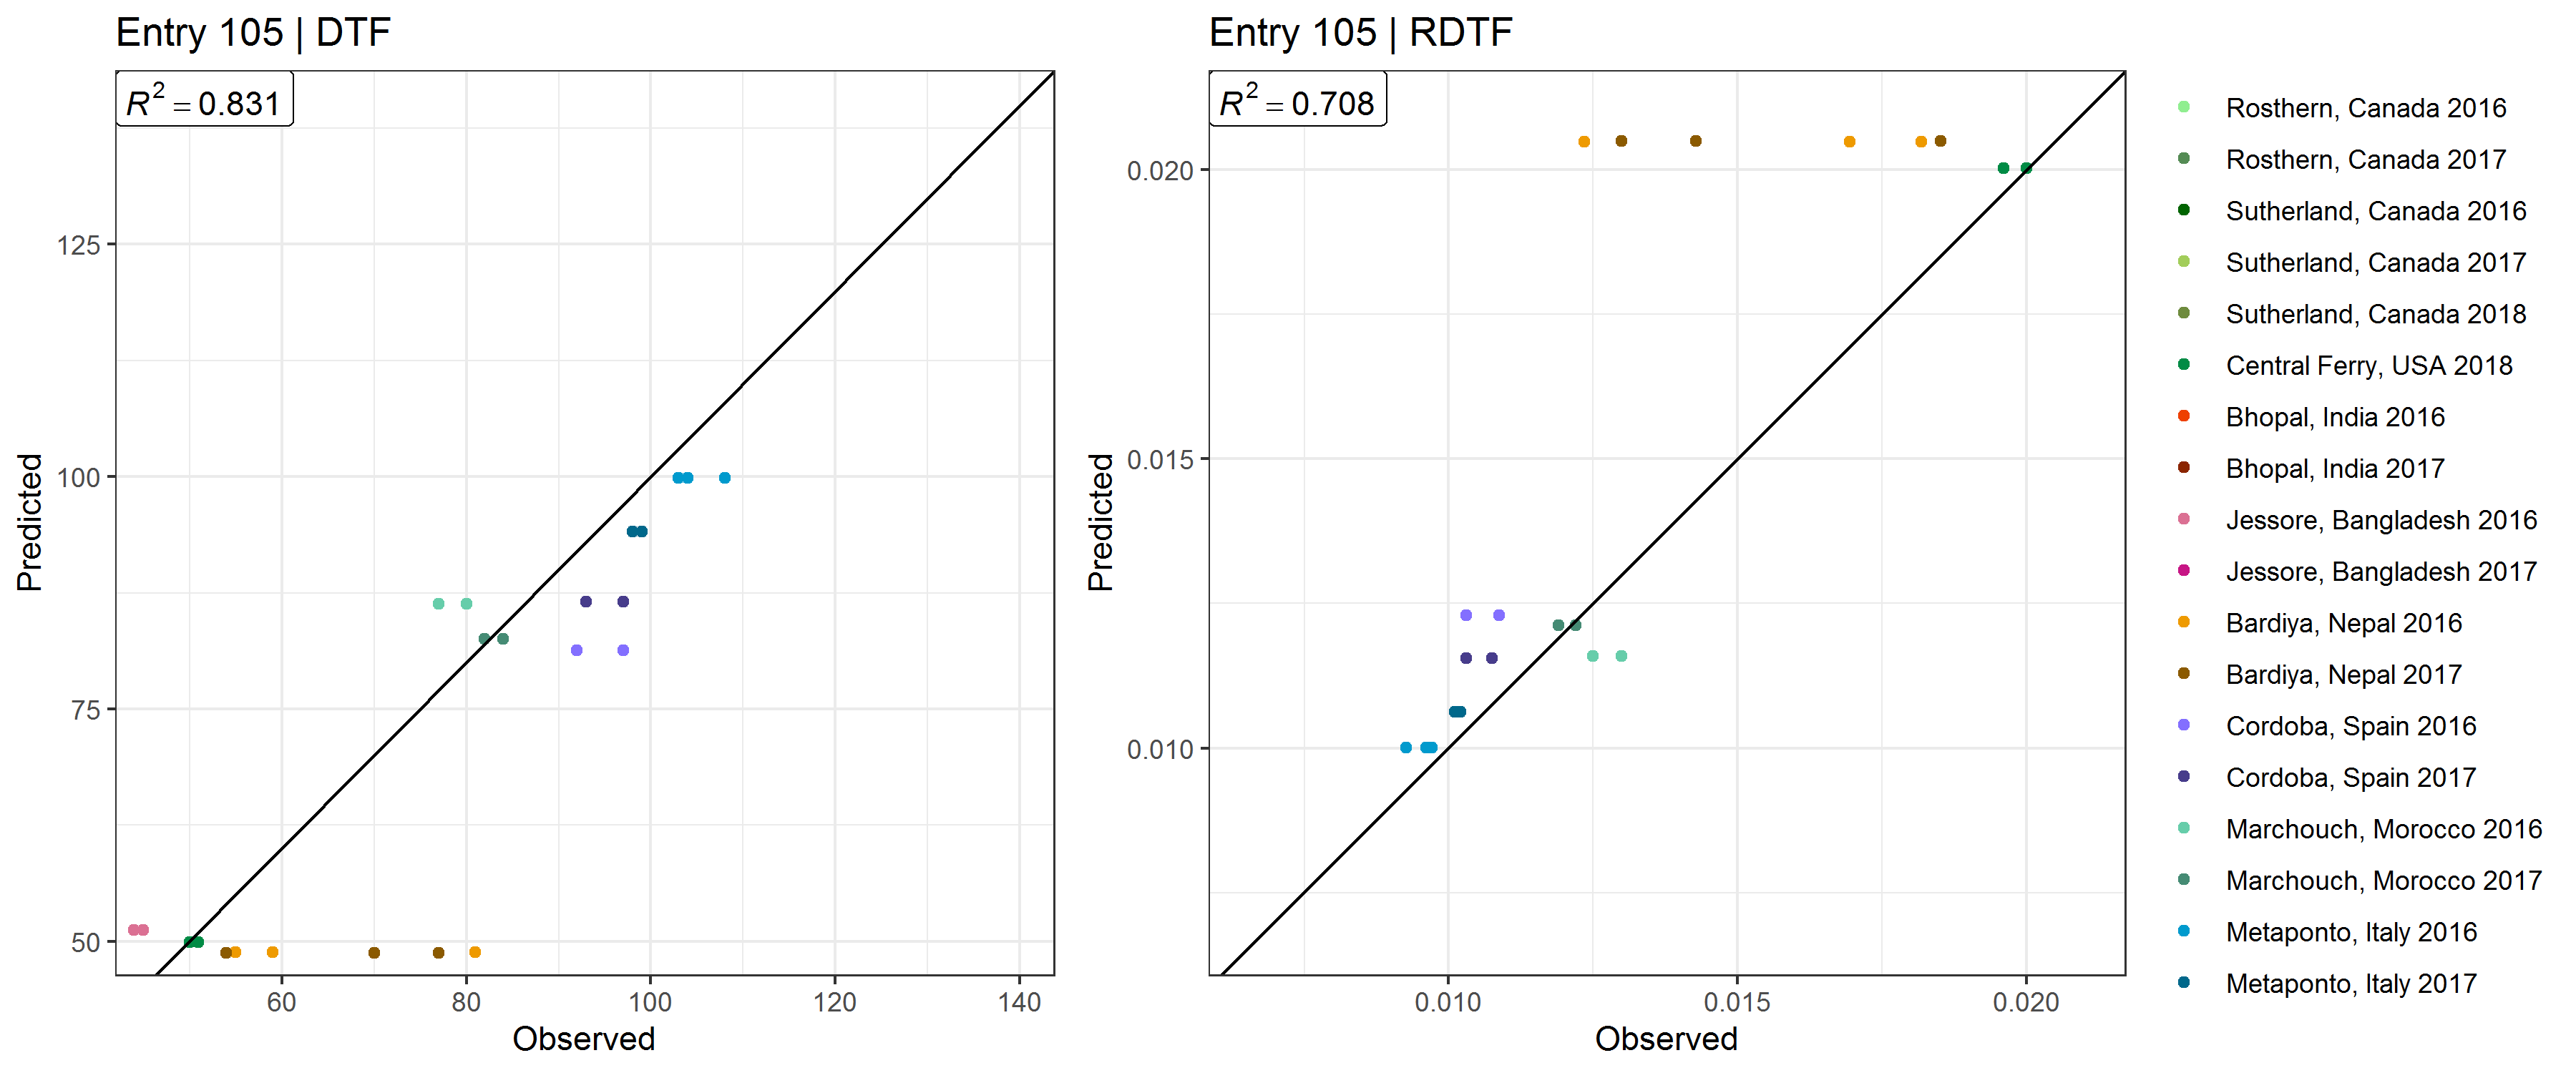 Entry 105 | DTF
R² = 0.831
125
100
75
50
Predicted
60 80 100 120 140
Observed
Entry 105 | RDTF
R² = 0.708
0.020
0.015
0.010
Predicted
0.010 0.015 0.020
Observed
Rosthern, Canada 2016
Rosthern, Canada 2017
Sutherland, Canada 2016
Sutherland, Canada 2017
Sutherland, Canada 2018
Central Ferry, USA 2018
Bhopal, India 2016
Bhopal, India 2017
Jessore, Bangladesh 2016
Jessore, Bangladesh 2017
Bardiya, Nepal 2016
Bardiya, Nepal 2017
Cordoba, Spain 2016
Cordoba, Spain 2017
Marchouch, Morocco 2016
Marchouch, Morocco 2017
Metaponto, Italy 2016
Metaponto, Italy 2017